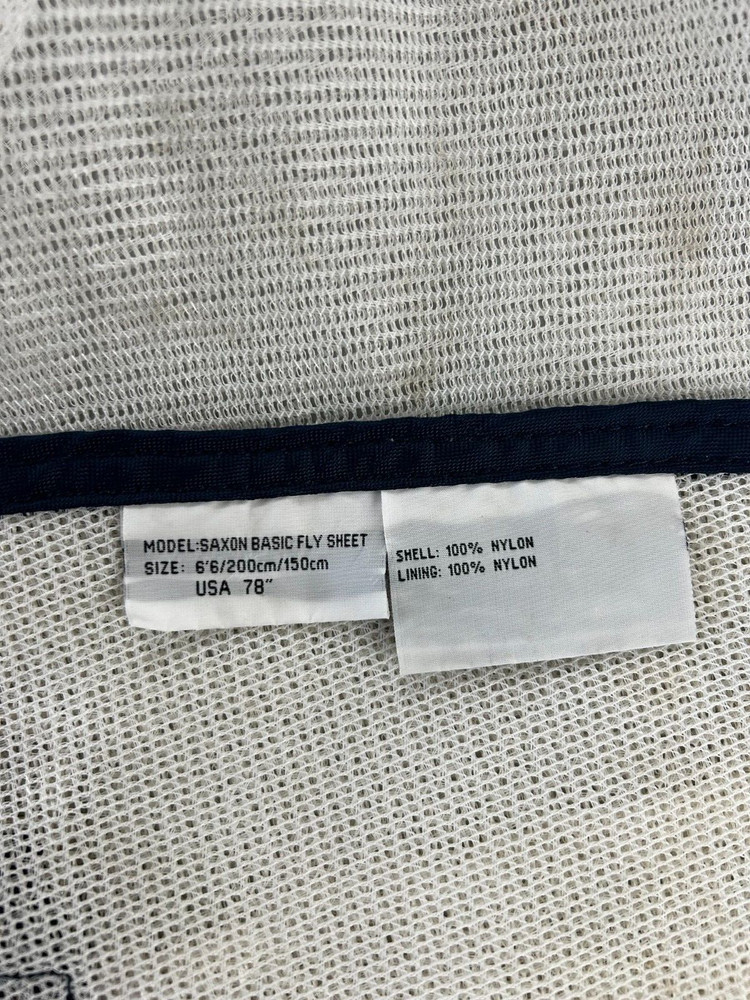 MODEL:SAXON BASIC FLY SHEET
SIZE: 6'6/200cm/150cm
USA 78"
SHELL: 100% NYLON
LINING: 100% NYLON